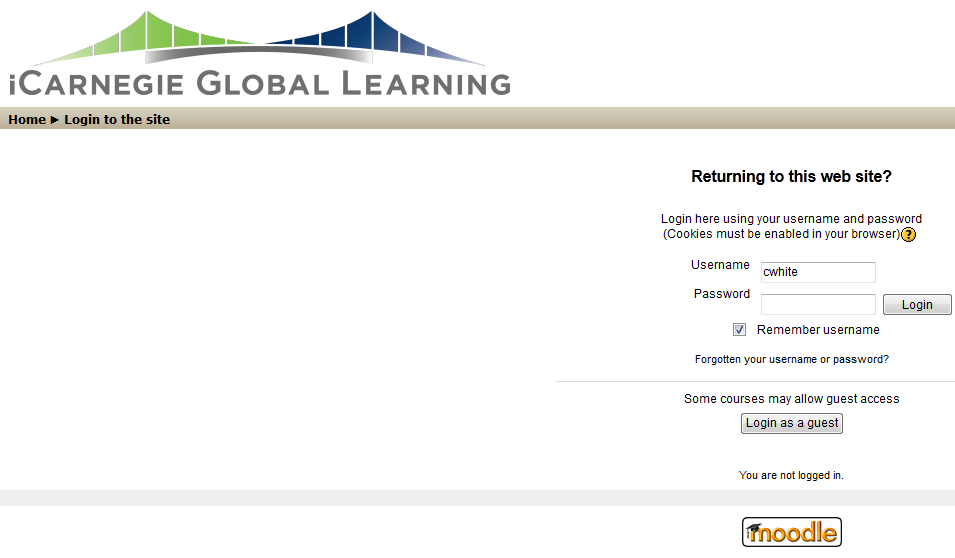 iCARNEGIE GLOBAL LEARNING
Home ► Login to the site
Returning to this web site?
Login here using your username and password
(Cookies must be enabled in your browser)?
Username cwhite
Password Login
Remember username
Forgotten your username or password?
Some courses may allow guest access
Login as a guest
You are not logged in.
moodle